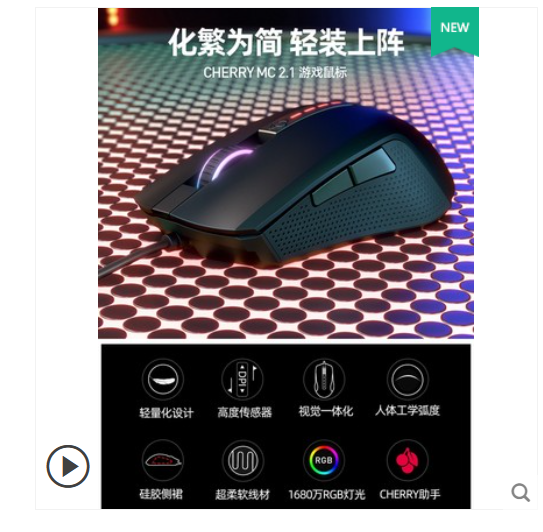 NEW
化繁为简 轻装上阵
CHERRY MC 2.1 游戏鼠标
DPI
轻量化设计 高度传感器 视觉一体化 人体工学弧度
RGB
硅胶侧裙 超柔软线材 1680万RGB灯光 CHERRY助手